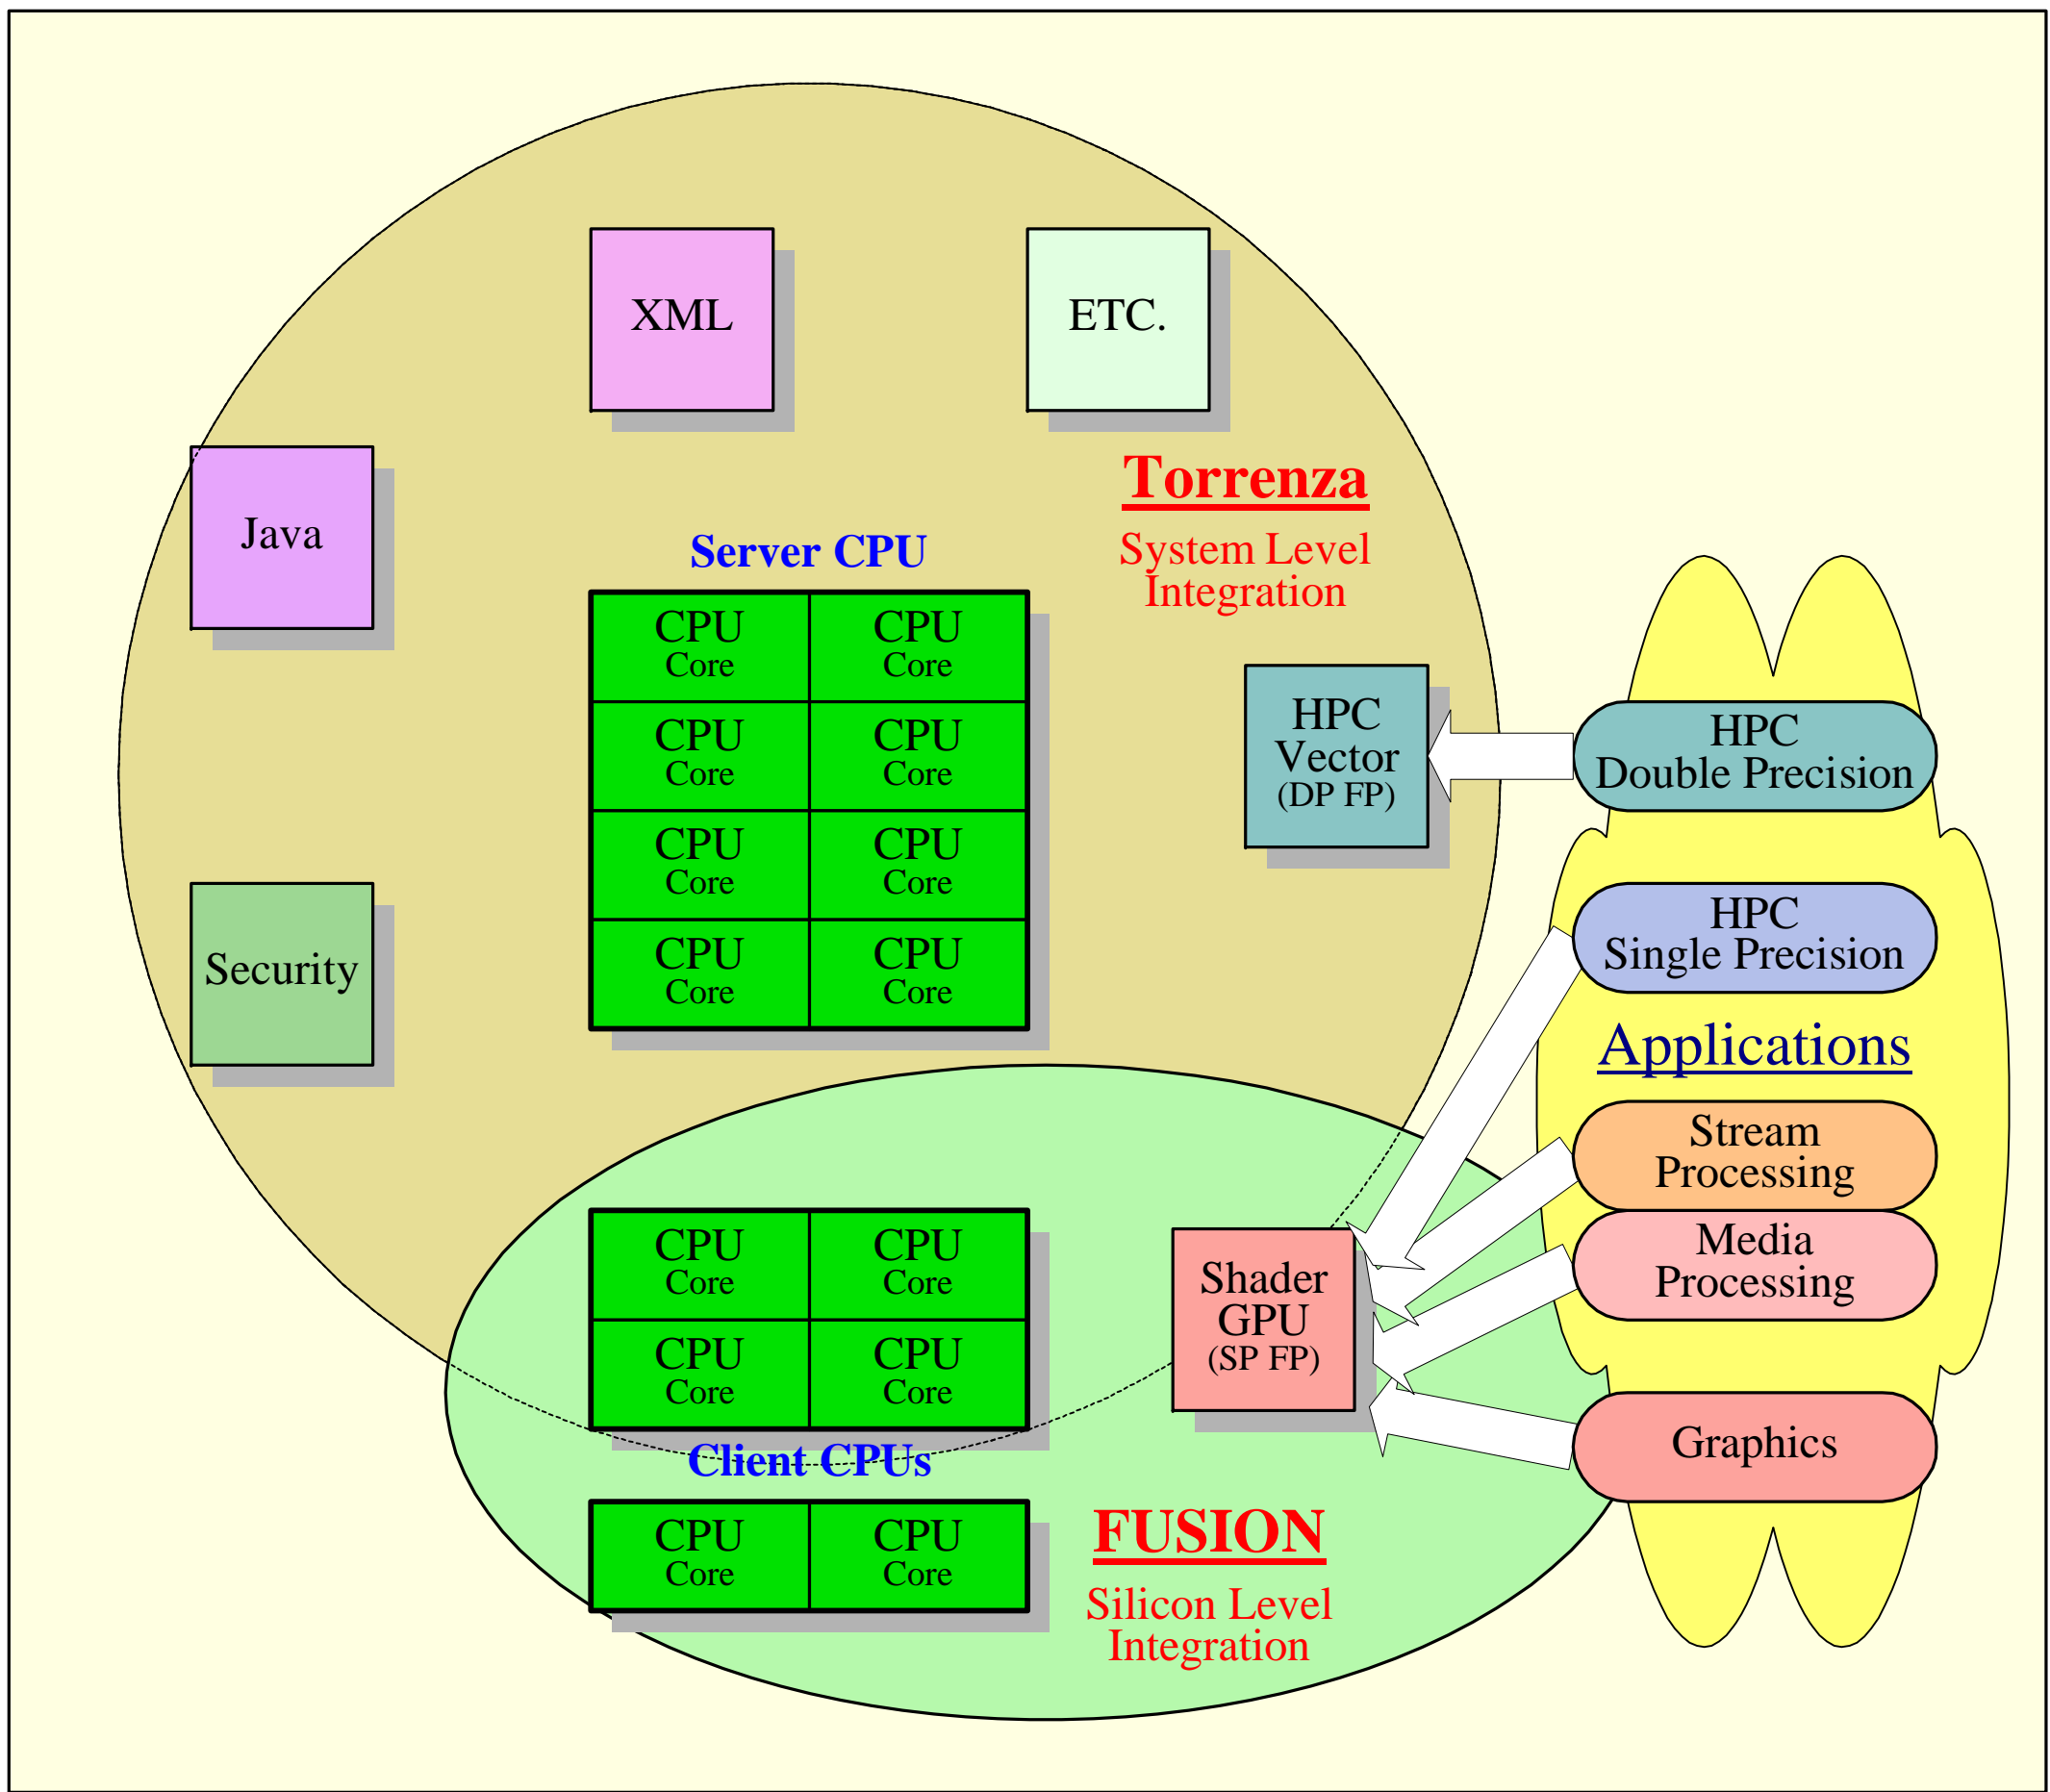 XML
ETC.
Torrenza
System Level
Integration
Java
Server CPU
CPU CPU
Core Core
CPU CPU
Core Core
CPU CPU
Core Core
CPU CPU
Core Core
HPC
Vector
(DP FP)
HPC
Double Precision
Security
HPC
Single Precision
Applications
Stream
Processing
Media
Processing
CPU CPU
Core Core
CPU CPU
Core Core
Shader
GPU
(SP FP)
Graphics
Client CPUs
CPU CPU
Core Core
FUSION
Silicon Level
Integration